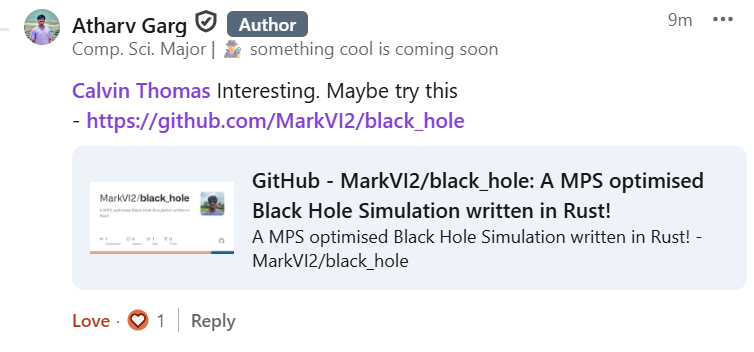 Atharv Garg Author 9m
Comp. Sci. Major | something cool is coming soon
Calvin Thomas Interesting. Maybe try this
- https://github.com/MarkVI2/black_hole
MarkVI2/black_hole
A MPS optimised Black Hole Simulation written in Rust!
GitHub - MarkVI2/black_hole: A MPS optimised
Black Hole Simulation written in Rust!
A MPS optimised Black Hole Simulation written in Rust! -
MarkVI2/black_hole
Love · 1 Reply